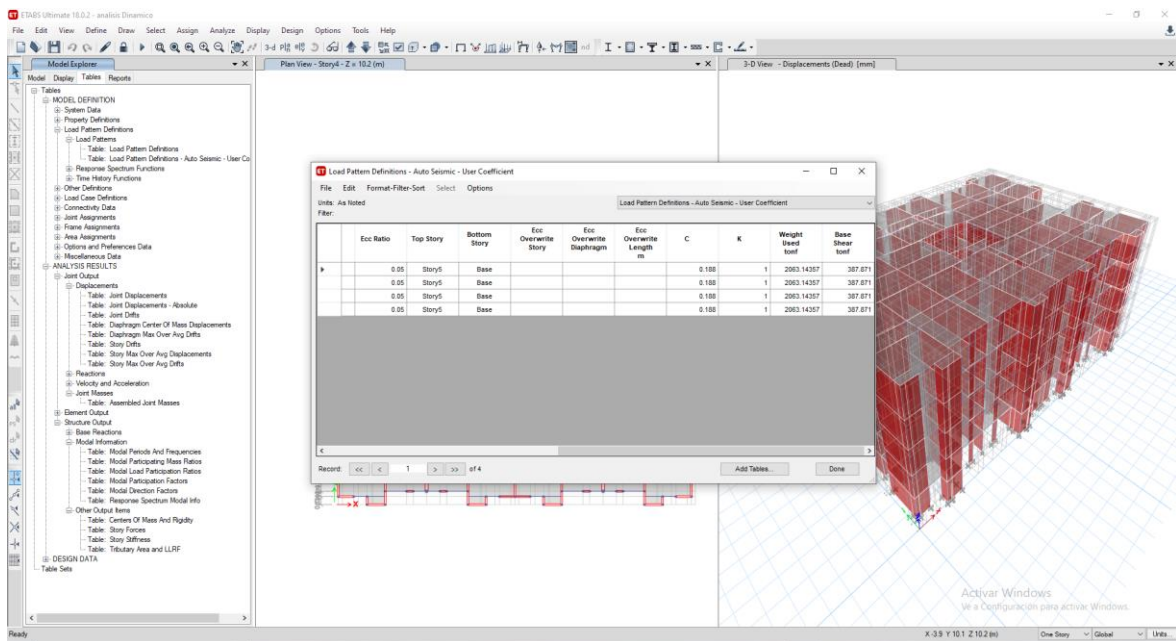 ETABS Ultimate 18.0.2 - analisis Dinamico
File Edit View Define Draw Select Assign Analyze Display Design Options Tools Help
Model Explorer
Model Display Tables Reports
Tables
MODEL DEFINITION
System Data
Property Definitions
Load Pattern Definitions
Load Patterns
Table: Load Pattern Definitions
Table: Load Pattern Definitions - Auto Seismic - User Co
Response Spectrum Functions
Time History Functions
Other Definitions
Load Case Definitions
Connectivity Data
Joint Assignments
Frame Assignments
Area Assignments
Options and Preferences Data
Miscellaneous Data
ANALYSIS RESULTS
Joint Output
Displacements
Table: Joint Displacements
Table: Joint Displacements - Absolute
Table: Joint Drifts
Table: Diaphragm Center Of Mass Displacements
Table: Diaphragm Max Over Avg Drifts
Table: Story Drifts
Table: Story Max Over Avg Displacements
Table: Story Max Over Avg Drifts
Reactions
Velocity and Acceleration
Joint Masses
Table: Assembled Joint Masses
Element Output
Structure Output
Base Reactions
Modal Information
Table: Modal Periods And Frequencies
Table: Modal Participating Mass Ratios
Table: Modal Load Participation Ratios
Table: Modal Participation Factors
Table: Modal Direction Factors
Table: Response Spectrum Modal Info
Other Output Items
Table: Centers Of Mass And Rigidity
Table: Story Forces
Table: Story Stiffness
Table: Tributary Area and LLRF
DESIGN DATA
Table Sets
Plan View - Story4 - Z = 10.2 (m)
3-D View - Displacements (Dead) [mm]
Load Pattern Definitions - Auto Seismic - User Coefficient
File Edit Format-Filter-Sort Select Options
Units: As Noted
Load Pattern Definitions - Auto Seismic - User Coefficient
Filter:
Ecc Ratio Top Story Bottom Story Ecc Overwrite Story Ecc Overwrite Diaphragm Ecc Overwrite Length m C K Weight Used tonf Base Shear tonf
0.05 Story5 Base 0.188 1 2063.14357 387.871
0.05 Story5 Base 0.188 1 2063.14357 387.871
0.05 Story5 Base 0.188 1 2063.14357 387.871
0.05 Story5 Base 0.188 1 2063.14357 387.871
Record: << < 1 > >> of 4
Add Tables...
Done
X
Activar Windows
Ve a Configuración para activar Windows.
Ready
X -3.9 Y 10.1 Z 10.2 (m)
One Story
Global
Units